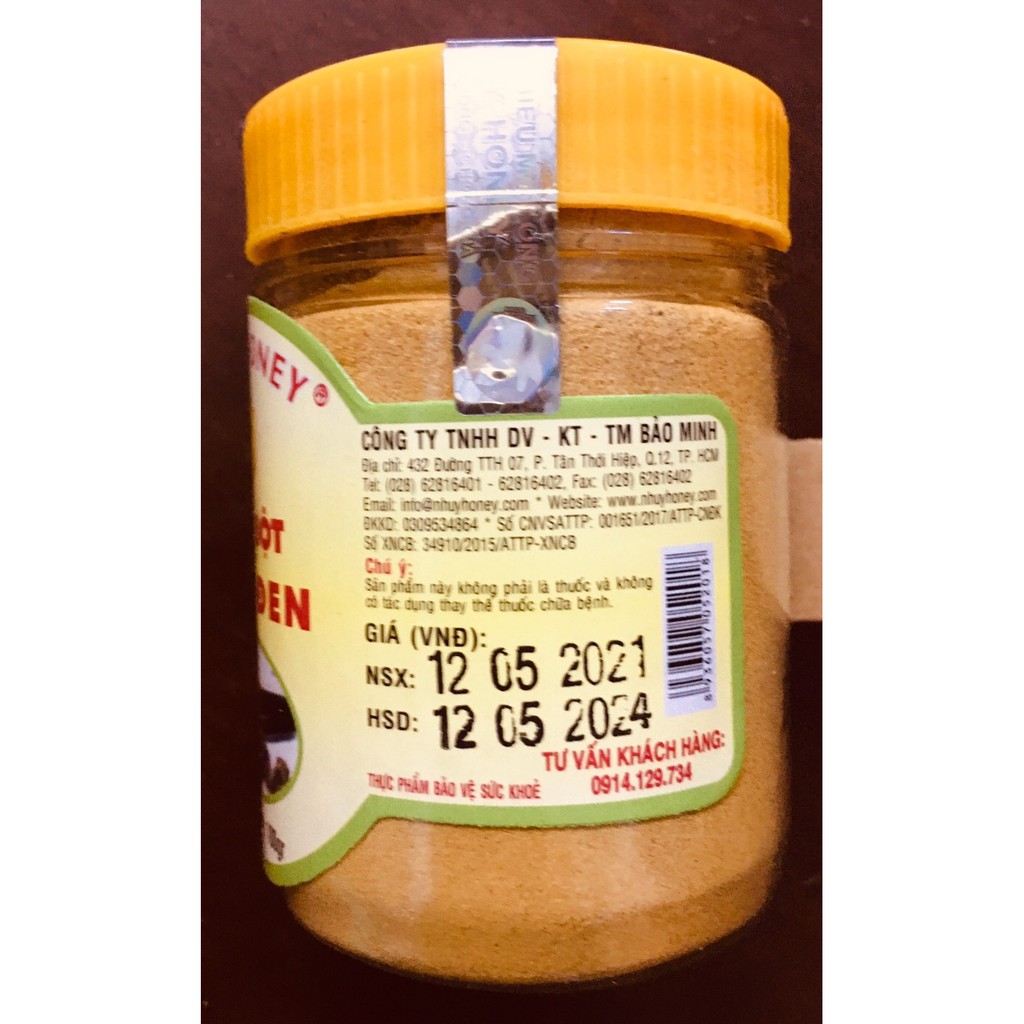 HONEY®
ĐEN
CÔNG TY TNHH DV - KT - TM BẢO MINH
Địa chỉ: 432 Đường TTH 07, P. Tân Thới Hiệp, Q.12, TP. HCM
Tel: (028) 62816401 - 62816402, Fax: (028) 62816402
Email: info@nhuyhoney.com * Website: www.nhuyhoney.com
ĐKKD: 0309534864 * Số CNVSATTP: 001651/2017/ATTP-CNĐK
Số XNCB: 34910/2015/ATTP-XNCB
Chú ý:
Sản phẩm này không phải là thuốc và không
có tác dụng thay thế thuốc chữa bệnh.
GIÁ (VNĐ):
NSX: 12 05 2021
HSD: 12 05 2024
8936057052018
TƯ VẤN KHÁCH HÀNG:
0914.129.734
THỰC PHẨM BẢO VỆ SỨC KHOẺ